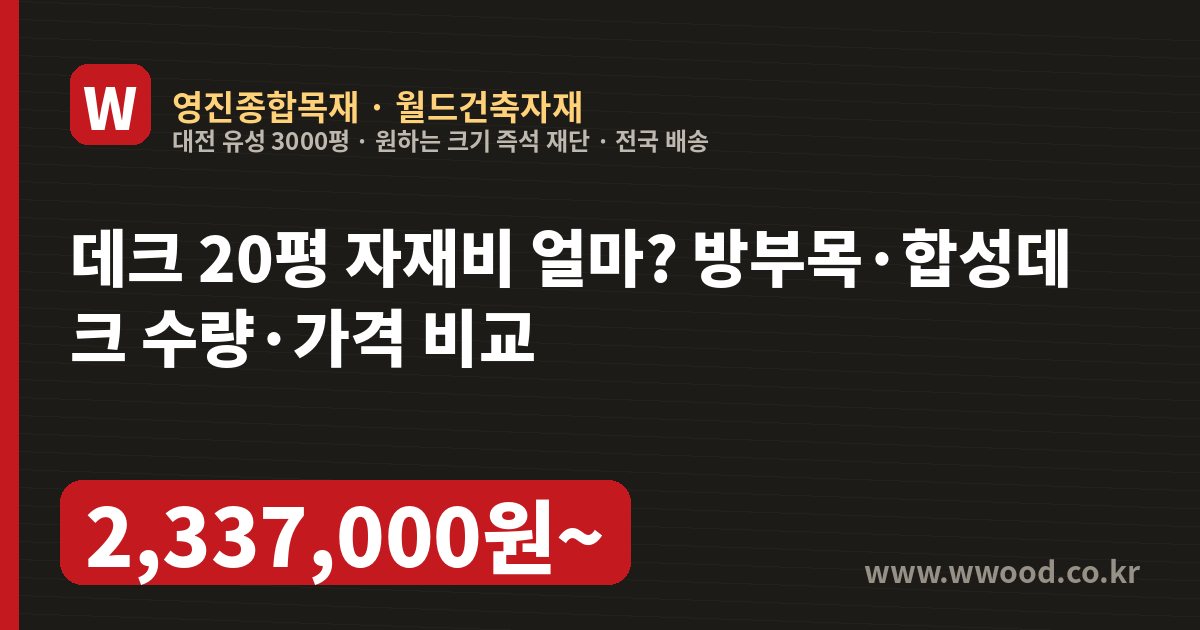 W
영진종합목재 · 월드건축자재
대전 유성 3000평 · 원하는 크기 즉석 재단 · 전국 배송
데크 20평 자재비 얼마? 방부목·합성데
크 수량·가격 비교
2,337,000원~
www.wwood.co.kr